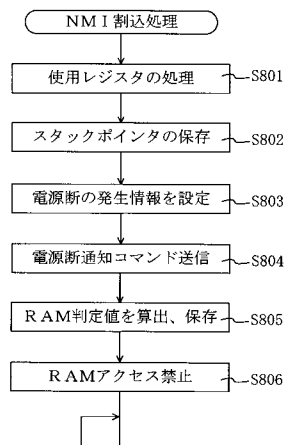 NMI割込処理
使用レジスタの処理
S801
スタックポインタの保存
S802
電源断の発生情報を設定
S803
電源断通知コマンド送信
S804
RAM判定値を算出、保存
S805
RAMアクセス禁止
S806